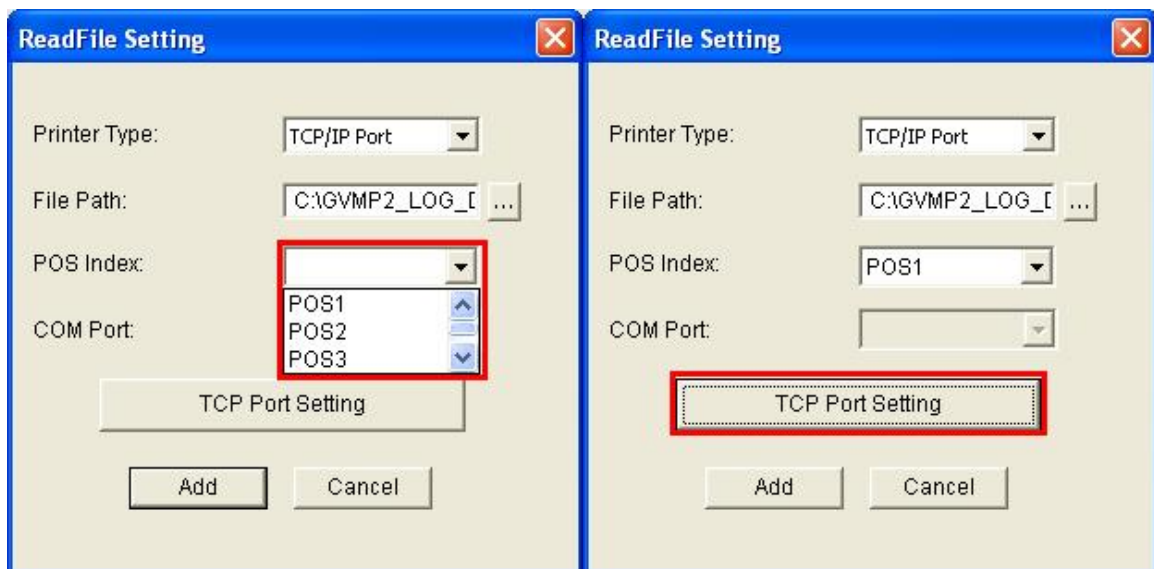 ReadFile Setting
Printer Type:
TCP/IP Port
File Path:
C:\GVMP2_LOG_D
...
POS Index:
POS1
POS2
POS3
COM Port:
TCP Port Setting
Add
Cancel
ReadFile Setting
Printer Type:
TCP/IP Port
File Path:
C:\GVMP2_LOG_D
...
POS Index:
POS1
COM Port:
TCP Port Setting
Add
Cancel